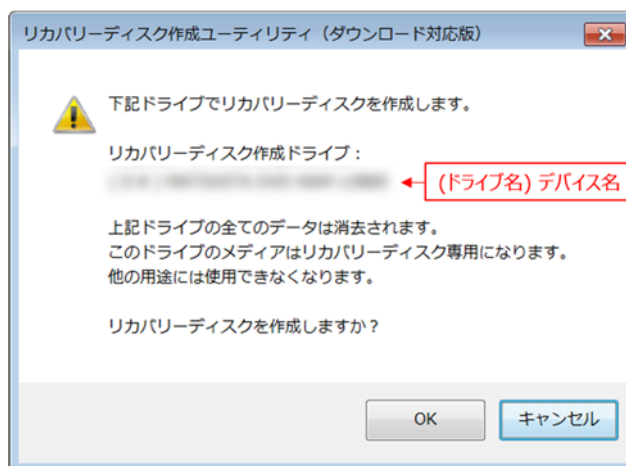 リカバリーディスク作成ユーティリティ（ダウンロード対応版）
下記ドライブでリカバリーディスクを作成します。
リカバリーディスク作成ドライブ：
(ドライブ名) デバイス名
上記ドライブの全てのデータは消去されます。
このドライブのメディアはリカバリーディスク専用になります。
他の用途には使用できなくなります。
リカバリーディスクを作成しますか？
OK キャンセル